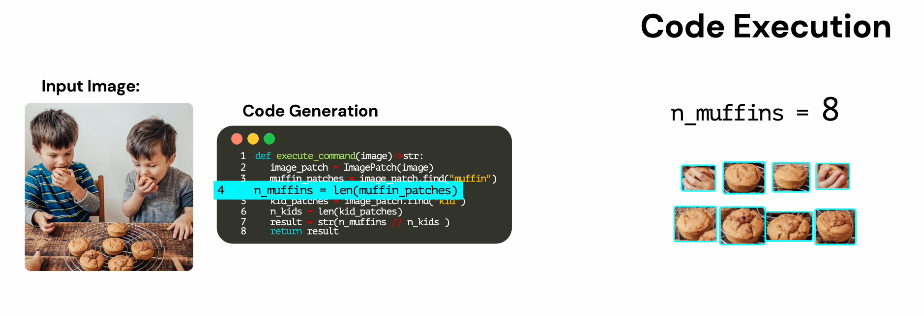 Code Execution
Input Image:
Code Generation
n_muffins = 8
1 def execute_command(image)->str:
2 image_patch = ImagePatch(image)
3 muffin_patches = image_patch.find("muffin")
4 n_muffins = len(muffin_patches)
5 kid_patches = image_patch.find("kid")
6 n_kids = len(kid_patches)
7 result = str(n_muffins // n_kids )
8 return result